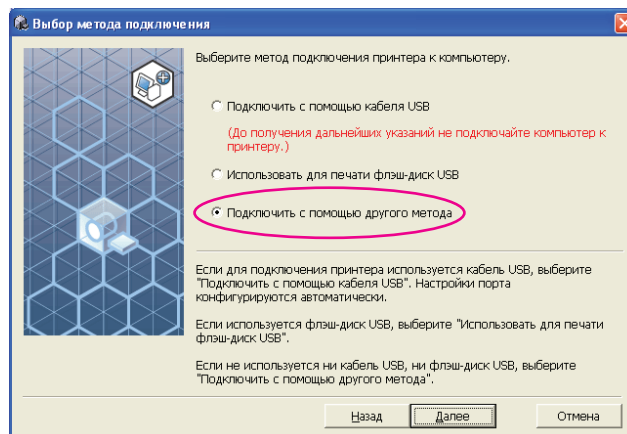 Выбор метода подключения
Выберите метод подключения принтера к компьютеру.
Подключить с помощью кабеля USB
(До получения дальнейших указаний не подключайте компьютер к
принтеру.)
Использовать для печати флэш-диск USB
Подключить с помощью другого метода
Если для подключения принтера используется кабель USB, выберите
"Подключить с помощью кабеля USB". Настройки порта
конфигурируются автоматически.
Если используется флэш-диск USB, выберите "Использовать для печати
флэш-диск USB".
Если не используется ни кабель USB, ни флэш-диск USB, выберите
"Подключить с помощью другого метода".
Назад
Далее
Отмена